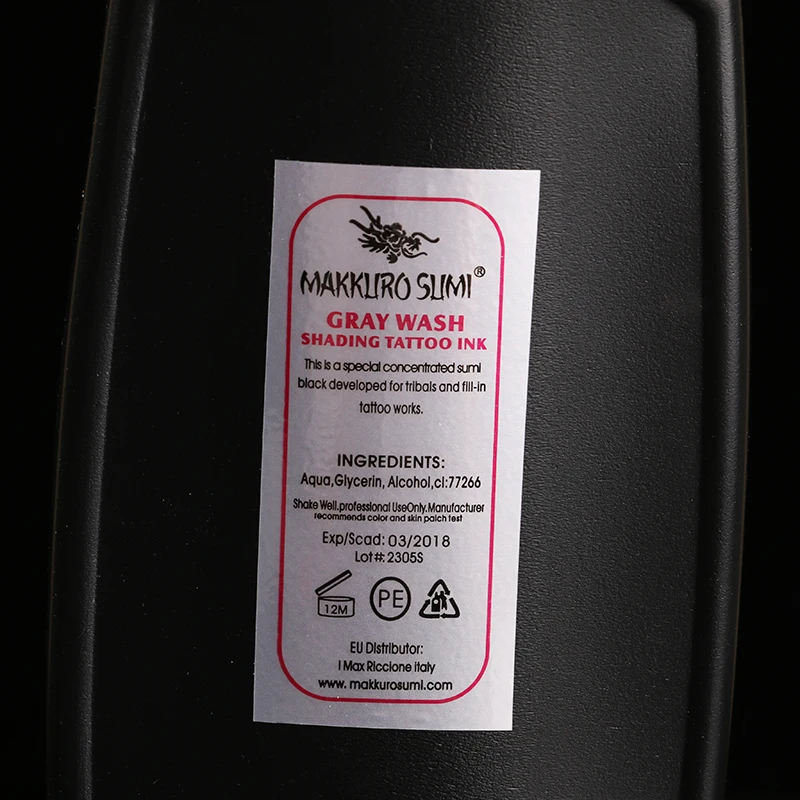 MAKKURO SUMI®
GRAY WASH
SHADING TATTOO INK
This is a special concentrated sumi
black developed for tribals and fill-in
tattoo works.
INGREDIENTS:
Aqua,Glycerin, Alcohol,cl:77266
Shake Well.professional UseOnly.Manufacturer
recommends color and skin patch test
Exp/Scad: 03/2018
Lot#: 2305S
12M
PE
EU Distributor:
I Max Riccione italy
www. makkurosumi.com